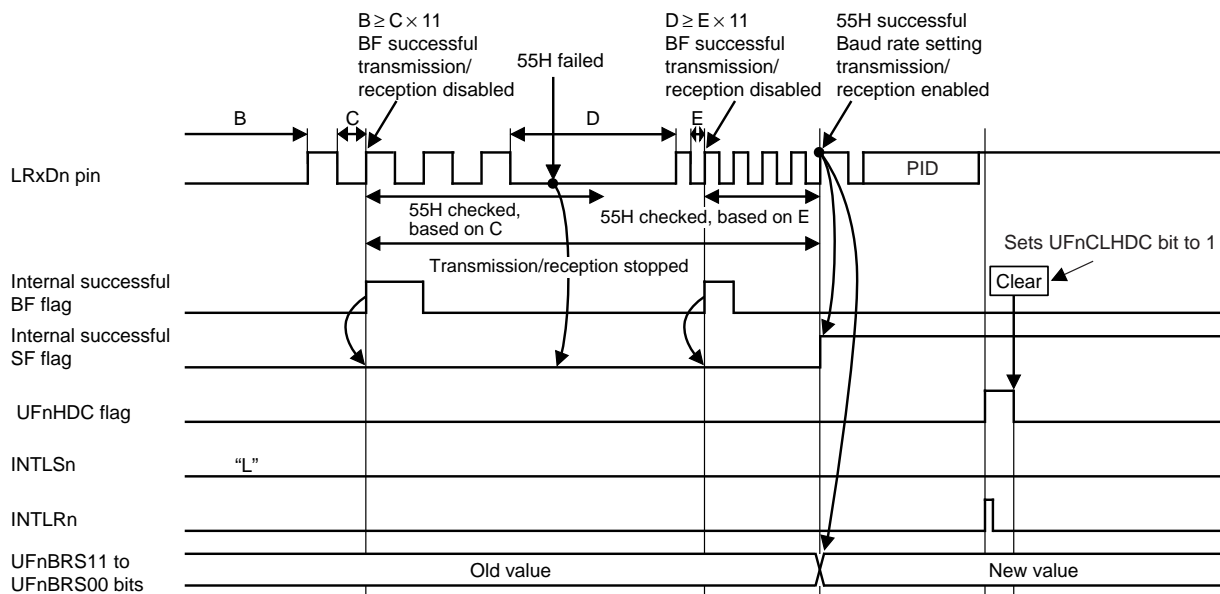 B ≥ C × 11
BF successful
transmission/
reception disabled
55H failed
D ≥ E × 11
BF successful
transmission/
reception disabled
55H successful
Baud rate setting
transmission/
reception enabled
B
C
D
E
LRxDn pin
PID
55H checked,
based on C
55H checked, based on E
Transmission/reception stopped
Sets UFnCLHDC bit to 1
Clear
Internal successful
BF flag
Internal successful
SF flag
UFnHDC flag
INTLSn
“L”
INTLRn
UFnBRS11 to
UFnBRS00 bits
Old value
New value